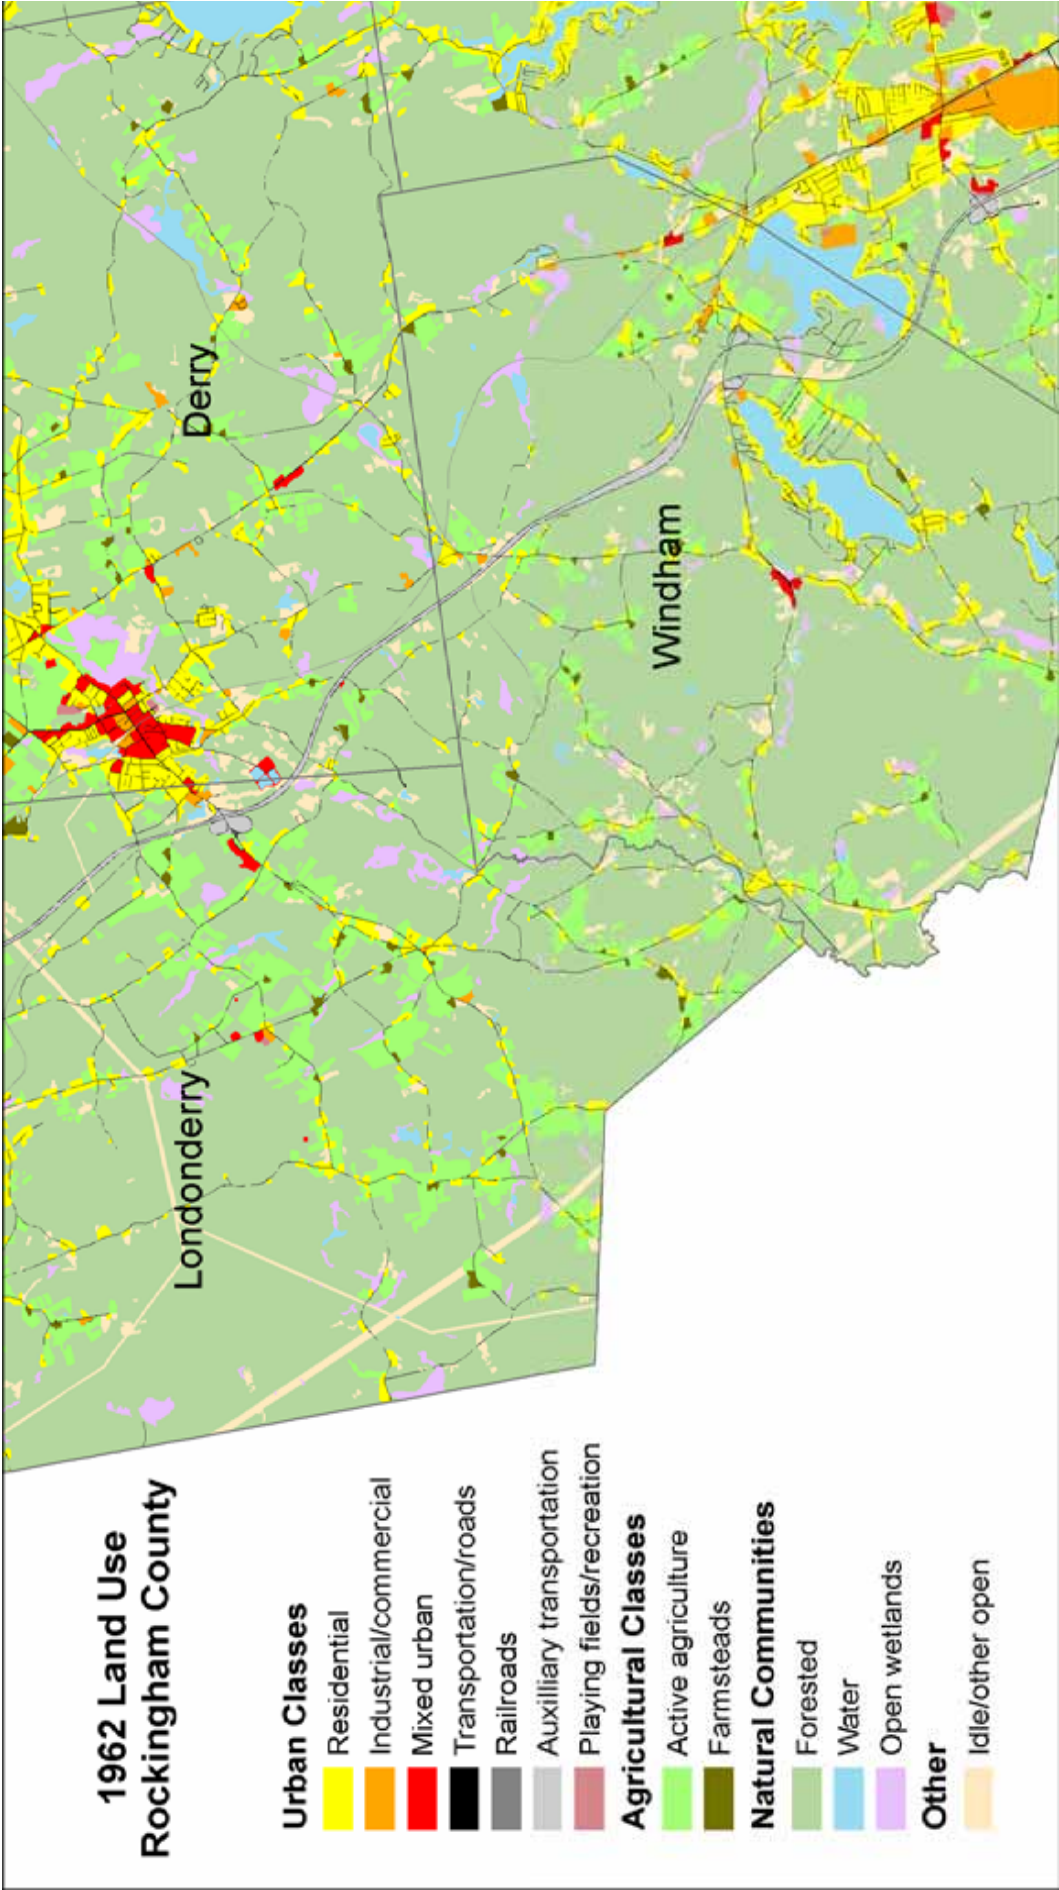 1962 Land Use
Rockingham County
Urban Classes
Residential
Industrial/commercial
Mixed urban
Transportation/roads
Railroads
Auxilliary transportation
Playing fields/recreation
Agricultural Classes
Active agriculture
Farmsteads
Natural Communities
Forested
Water
Open wetlands
Other
Idle/other open
Londonderry
Derry
Windham